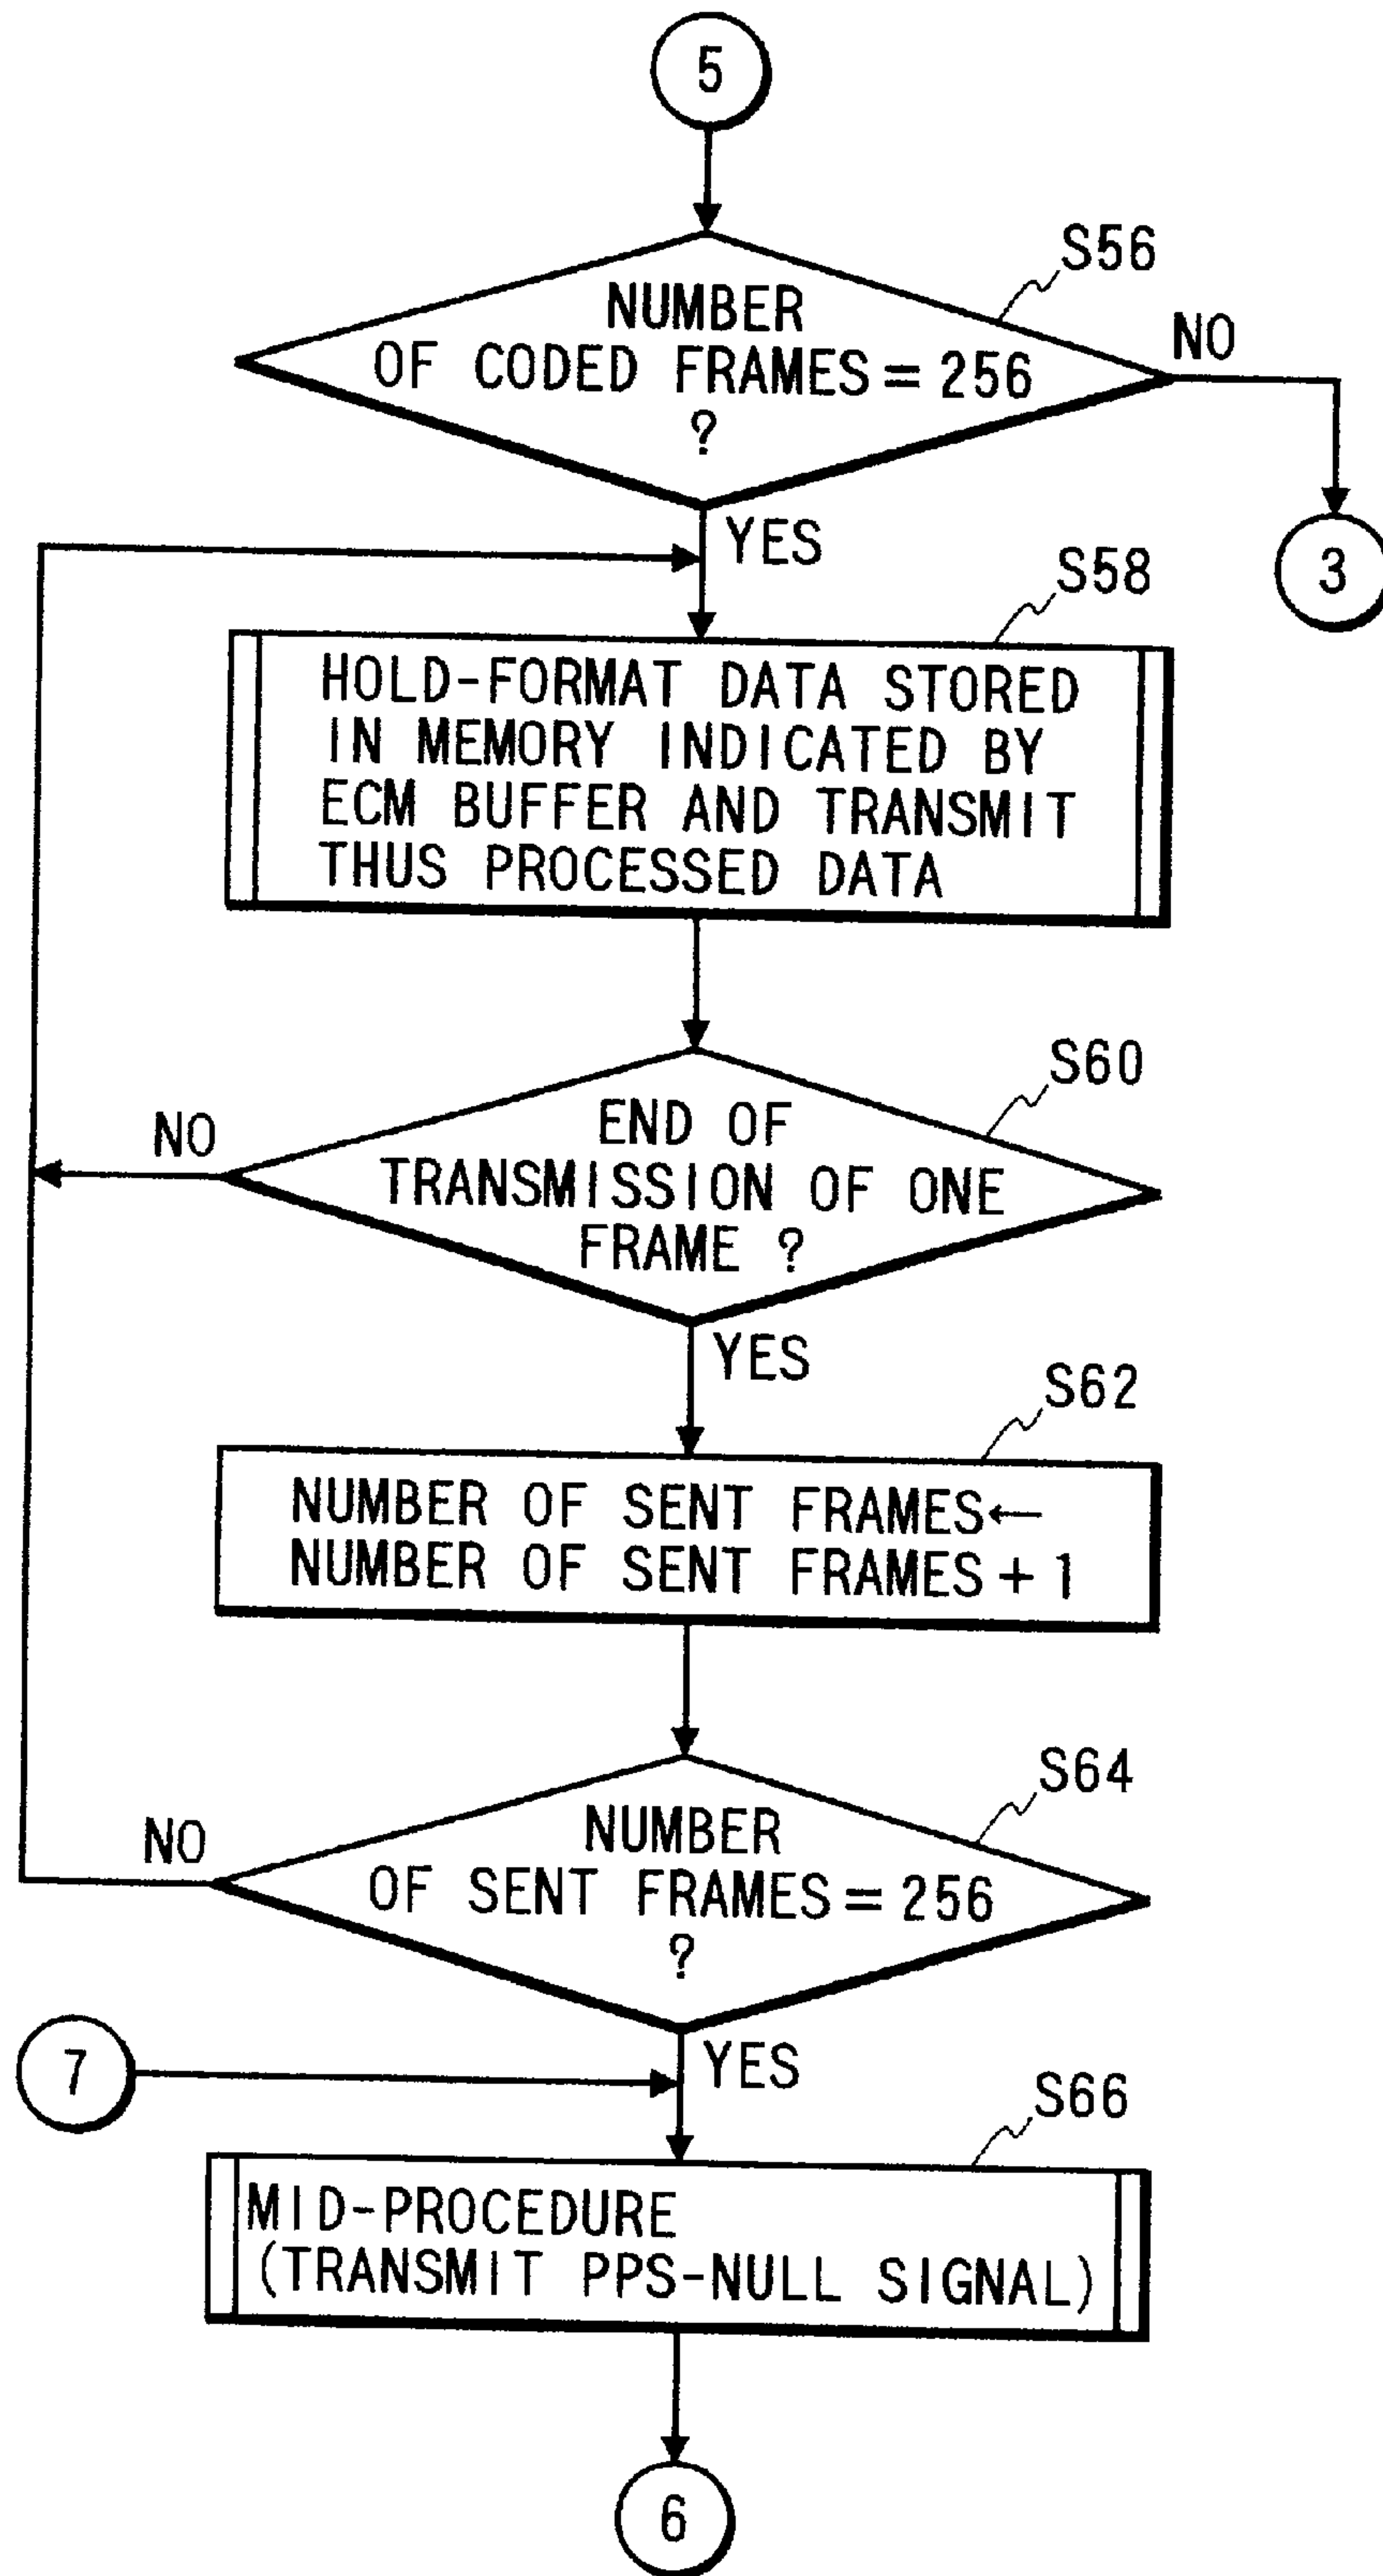 5
S56
NUMBER
OF CODED FRAMES = 256
?
NO
YES
3
S58
HOLD-FORMAT DATA STORED
IN MEMORY INDICATED BY
ECM BUFFER AND TRANSMIT
THUS PROCESSED DATA
S60
END OF
TRANSMISSION OF ONE
FRAME ?
NO
YES
S62
NUMBER OF SENT FRAMES←
NUMBER OF SENT FRAMES + 1
S64
NUMBER
OF SENT FRAMES = 256
?
NO
YES
7
S66
MID-PROCEDURE
(TRANSMIT PPS-NULL SIGNAL)
6